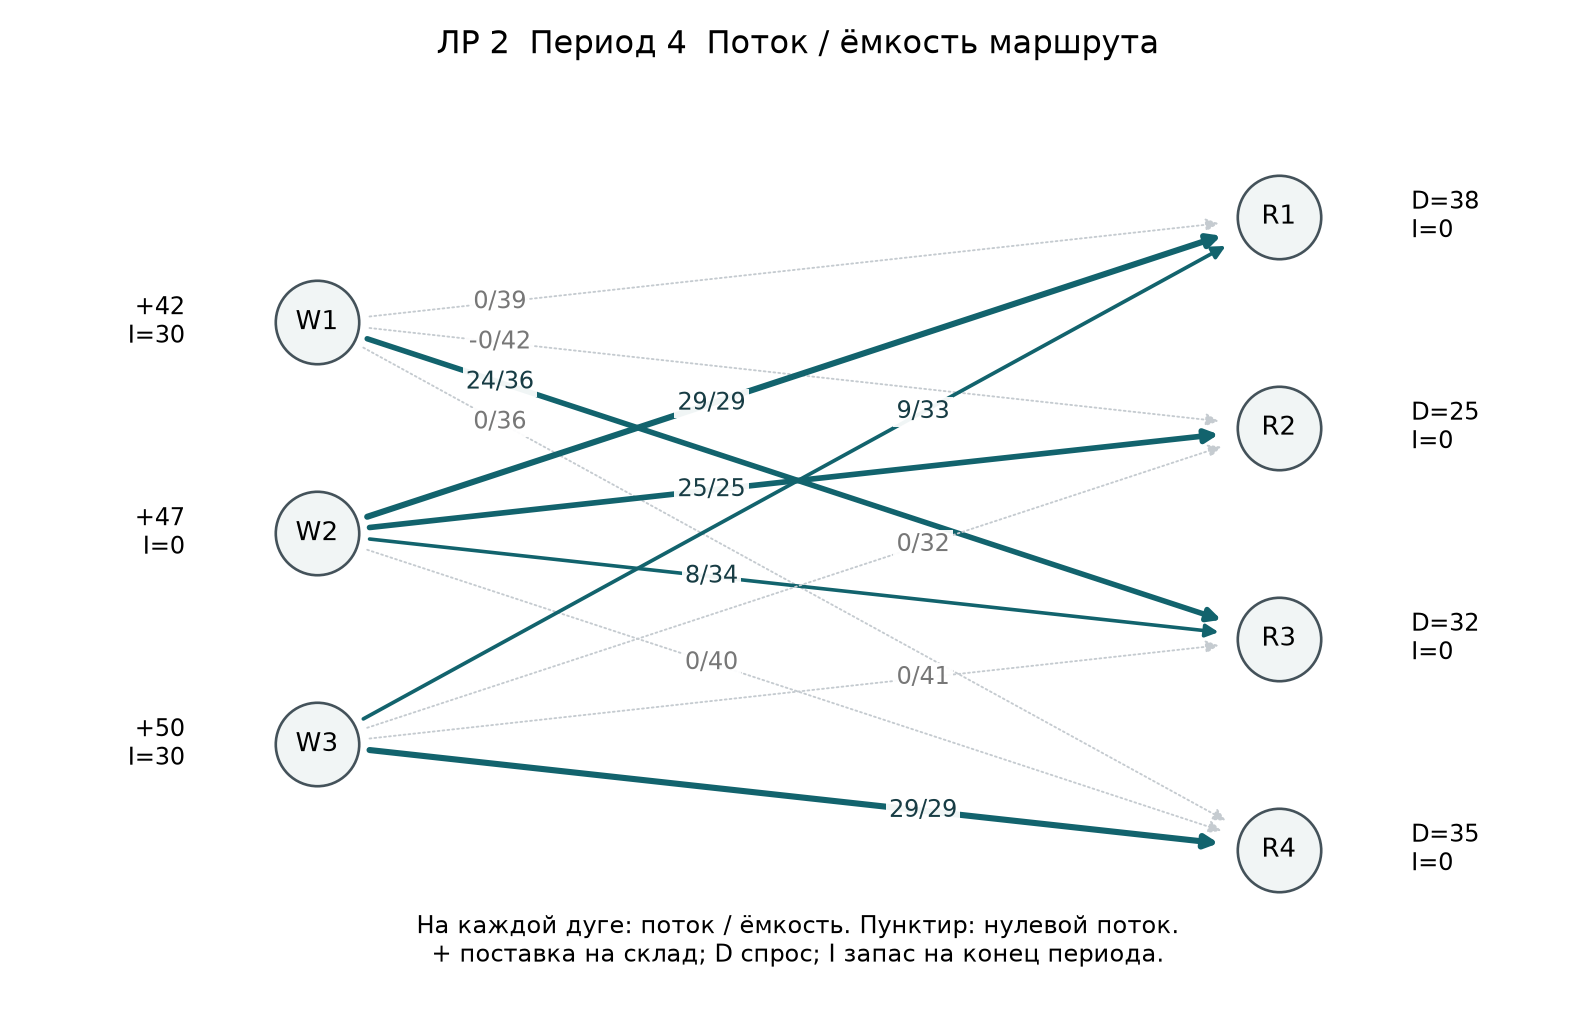 ЛР 2  Период 4  Поток / ёмкость маршрута
+42
I=30
W1
+47
I=0
W2
+50
I=30
W3
0/39
-0/42
24/36
0/36
29/29
25/25
8/34
0/40
9/33
0/32
0/41
29/29
R1
D=38
I=0
R2
D=25
I=0
R3
D=32
I=0
R4
D=35
I=0
На каждой дуге: поток / ёмкость. Пунктир: нулевой поток.
+ поставка на склад; D спрос; I запас на конец периода.